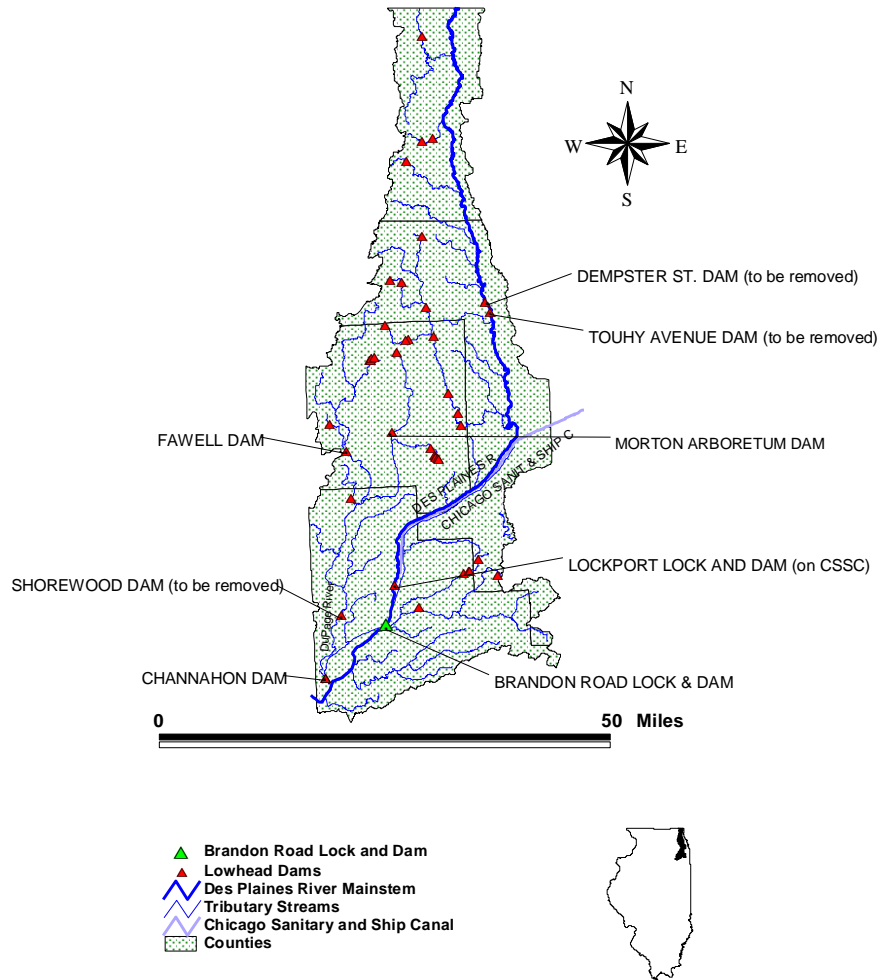 N
W E
S
DEMPSTER ST. DAM (to be removed)
TOUHY AVENUE DAM (to be removed)
FAWELL DAM
MORTON ARBORETUM DAM
DES PLAINES R
CHICAGO SANIT. & SHIP C
LOCKPORT LOCK AND DAM (on CSSC)
SHOREWOOD DAM (to be removed)
DuPage River
CHANNAHON DAM
BRANDON ROAD LOCK & DAM
0 50 Miles
Brandon Road Lock and Dam
Lowhead Dams
Des Plaines River Mainstem
Tributary Streams
Chicago Sanitary and Ship Canal
Counties